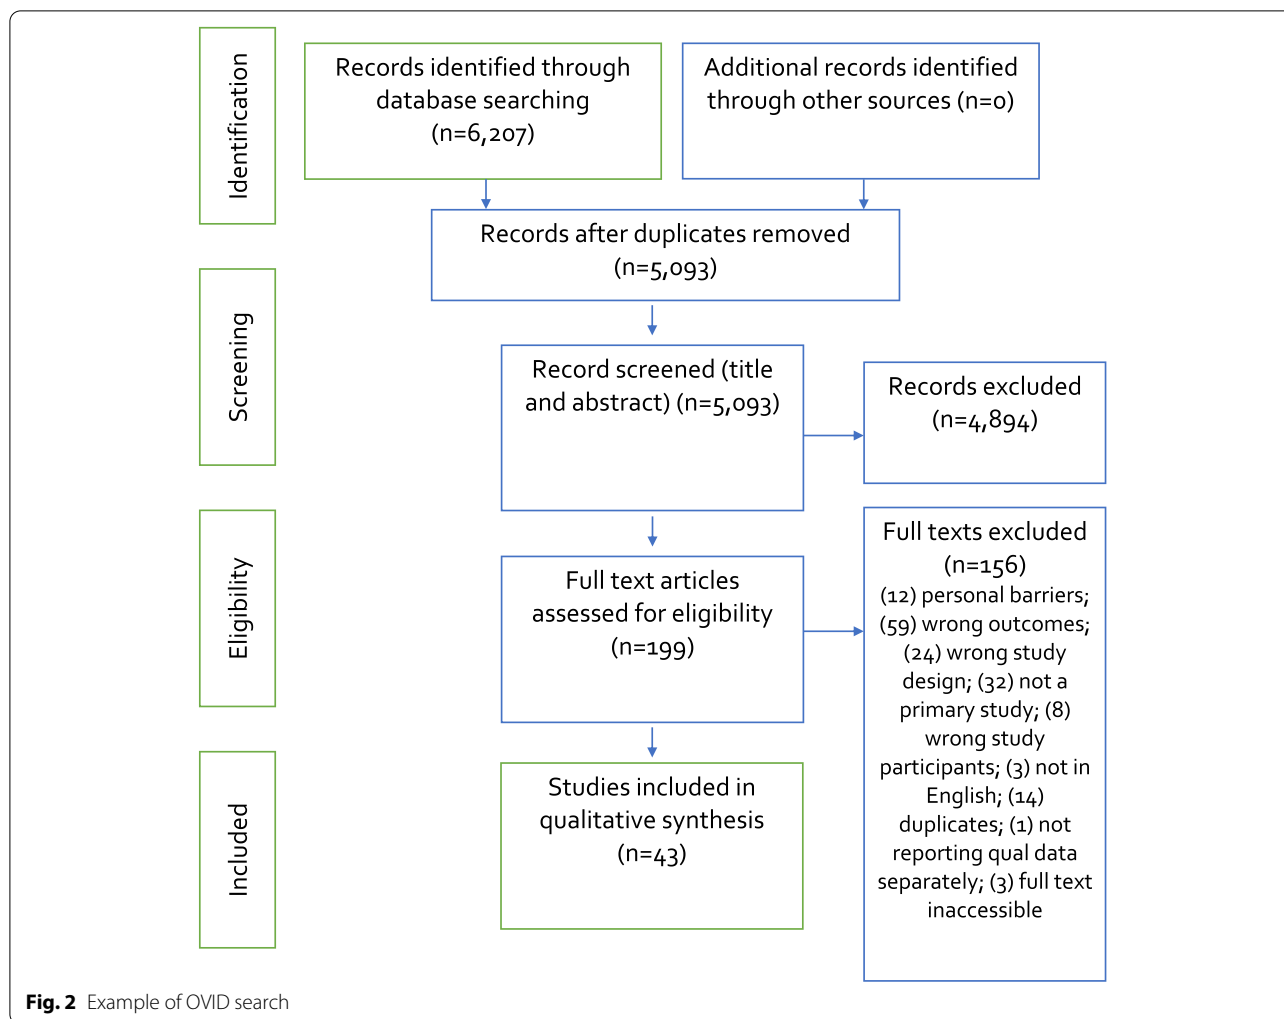 Identification
Records identified through
database searching
(n=6,207)
Additional records identified
through other sources (n=0)
Records after duplicates removed
(n=5,093)
Screening
Record screened (title
and abstract) (n=5,093)
Records excluded
(n=4,894)
Eligibility
Full text articles
assessed for eligibility
(n=199)
Full texts excluded
(n=156)
(12) personal barriers;
(59) wrong outcomes;
(24) wrong study
design; (32) not a
primary study; (8)
wrong study
participants; (3) not in
English; (14)
duplicates; (1) not
reporting qual data
separately; (3) full text
inaccessible
Included
Studies included in
qualitative synthesis
(n=43)
Fig. 2 Example of OVID search